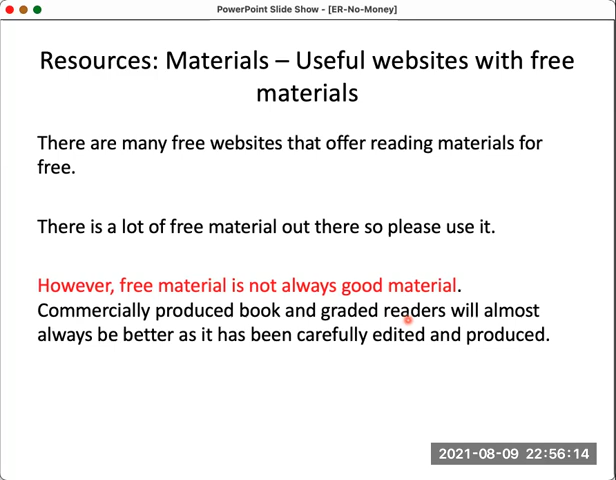 PowerPoint Slide Show - [ER-No-Money]
Resources: Materials – Useful websites with free
materials
There are many free websites that offer reading materials for
free.
There is a lot of free material out there so please use it.
However, free material is not always good material.
Commercially produced book and graded readers will almost
always be better as it has been carefully edited and produced.
2021-08-09 22:56:14